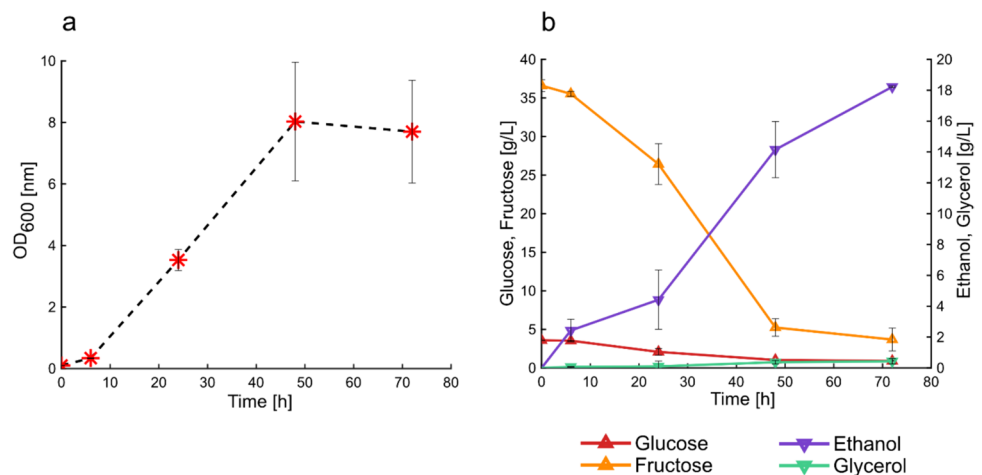 a
10
8
6
4
2
0
OD600 [nm]
0 10 20 30 40 50 60 70 80
Time [h]
b
40
35
30
25
20
15
10
5
0
Glucose, Fructose [g/L]
20
18
16
14
12
10
8
6
4
2
0
Ethanol, Glycerol [g/L]
0 10 20 30 40 50 60 70 80
Time [h]
Glucose
Fructose
Ethanol
Glycerol